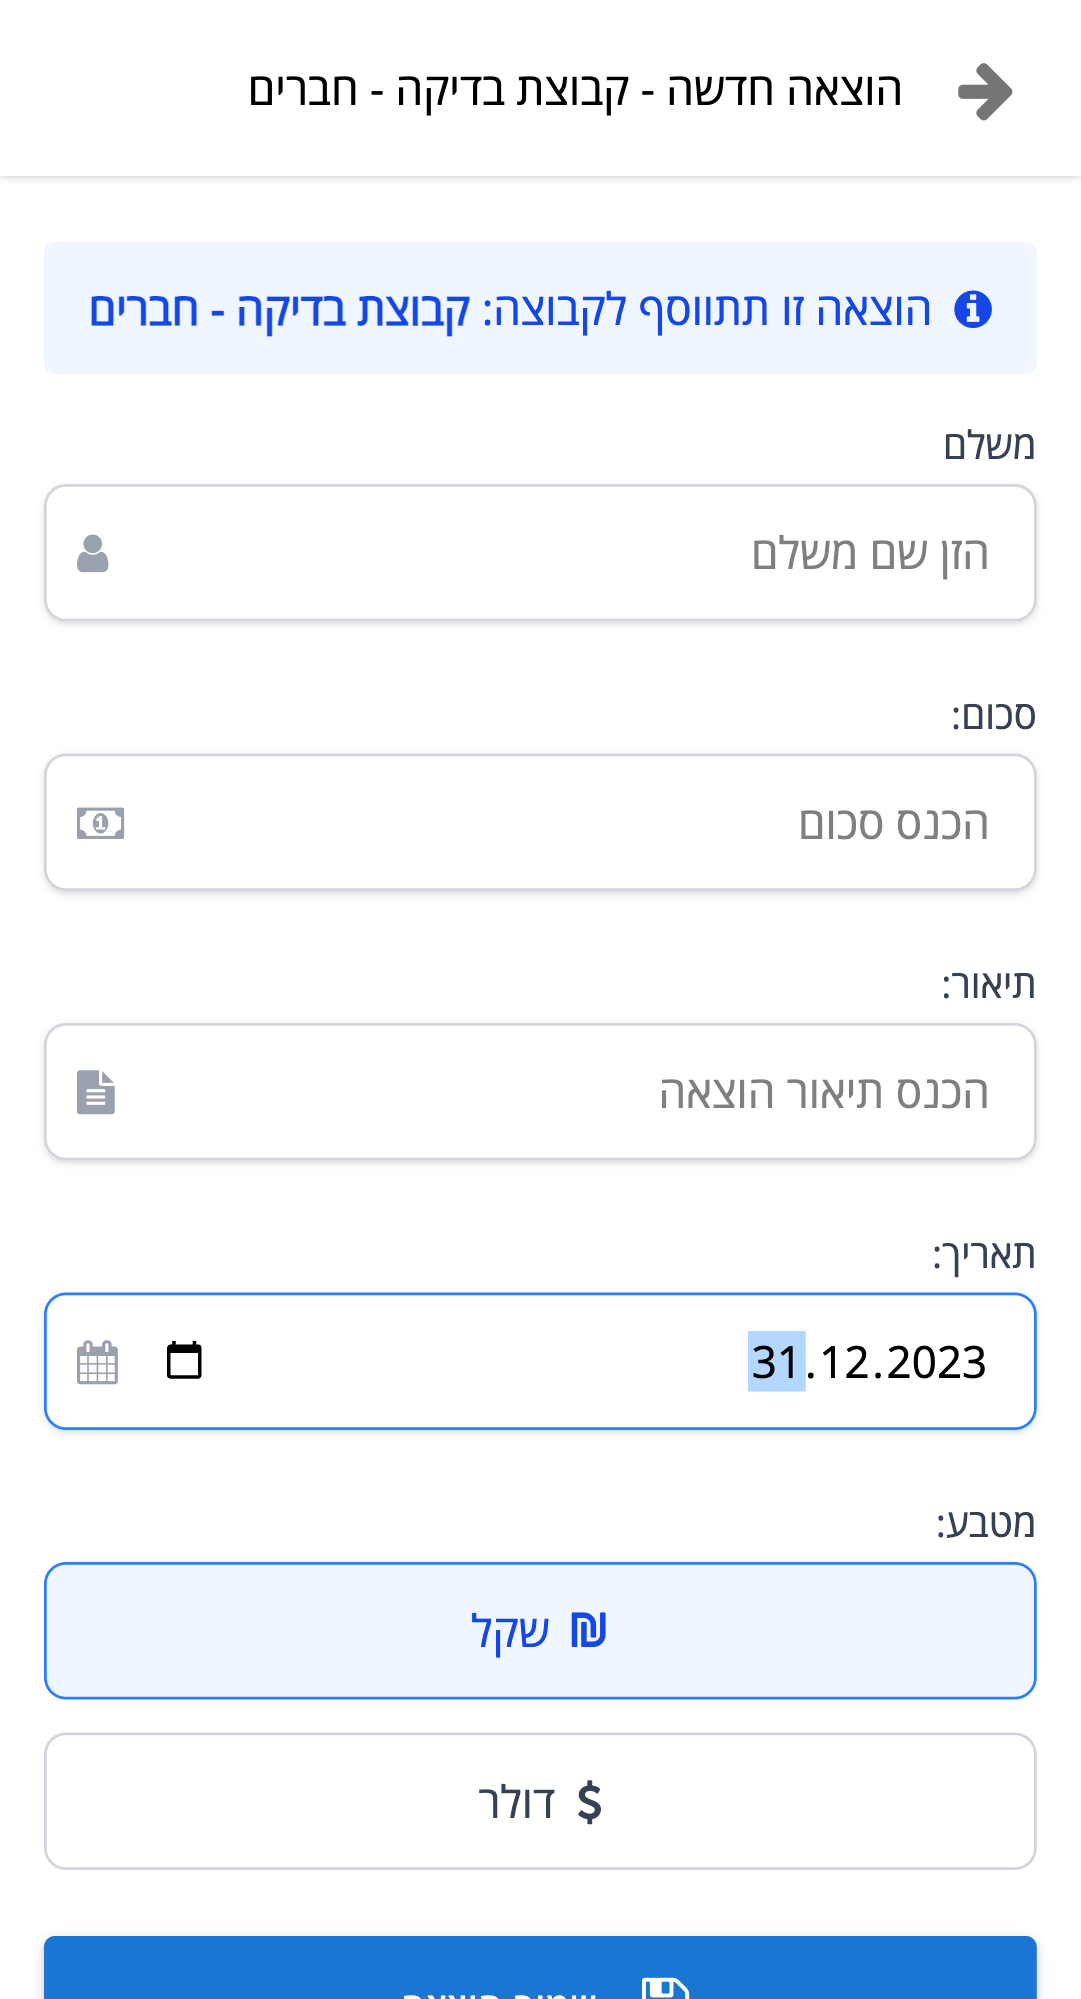 הוצאה חדשה - קבוצת בדיקה - חברים
הוצאה זו תתווסף לקבוצה: קבוצת בדיקה - חברים
משלם
הזן שם משלם
סכום:
הכנס סכום
תיאור:
הכנס תיאור הוצאה
תאריך:
31.12.2023
מטבע:
₪ שקל
$ דולר